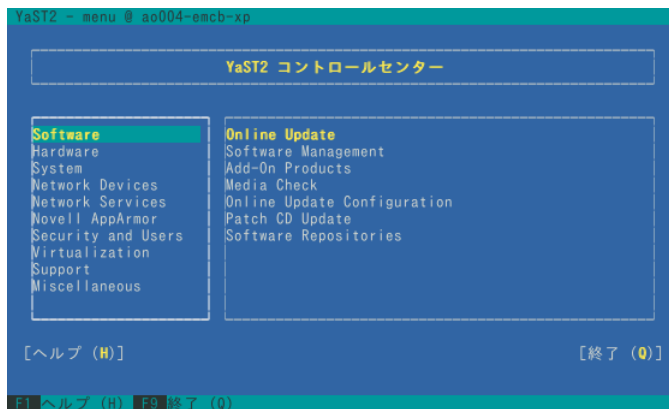 YaST2 - menu @ ao004-emcb-xp
YaST2 コントロールセンター
Software
Hardware
System
Network Devices
Network Services
Novell AppArmor
Security and Users
Virtualization
Support
Miscellaneous
Online Update
Software Management
Add-On Products
Media Check
Online Update Configuration
Patch CD Update
Software Repositories
[ヘルプ (H)]
[終了 (Q)]
F1 ヘルプ (H) F9 終了 (Q)